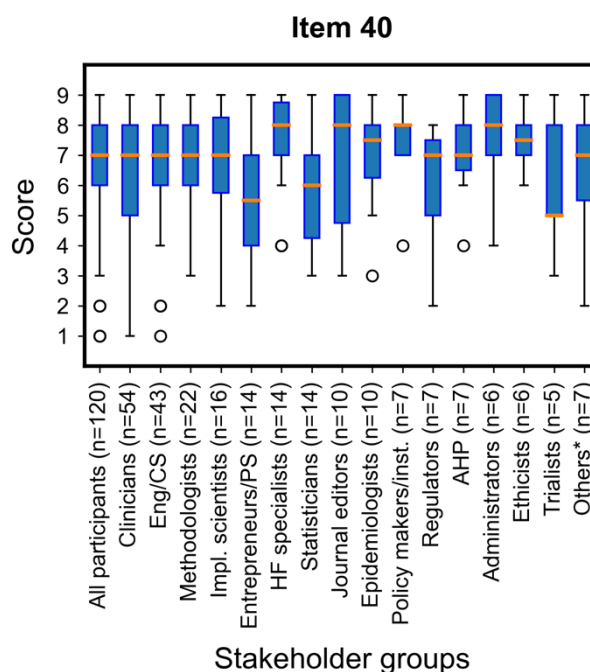 Item 40
Score
9
8
7
6
5
4
3
2
1
All participants (n=120)
Clinicians (n=54)
Eng/CS (n=43)
Methodologists (n=22)
Impl. scientists (n=16)
Entrepreneurs/PS (n=14)
HF specialists (n=14)
Statisticians (n=14)
Journal editors (n=10)
Epidemiologists (n=10)
Policy makers/inst. (n=7)
Regulators (n=7)
AHP (n=7)
Administrators (n=6)
Ethicists (n=6)
Trialists (n=5)
Others* (n=7)
Stakeholder groups